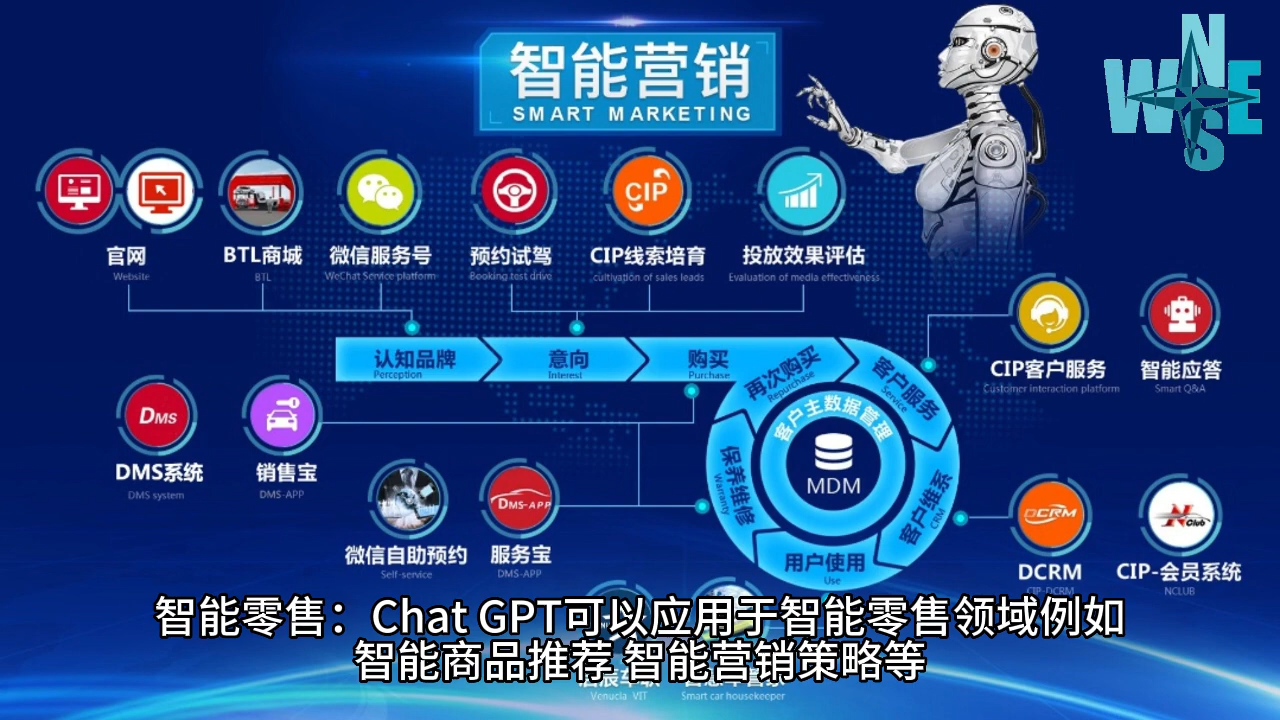 智能营销
SMART MARKETING
N
W E
S
CIP
官网
Website
BTL商城
BTL
微信服务号
WeChat Service platform
预约试驾
Booking test drive
CIP线索培育
cultivation of sales leads
投放效果评估
Evaluation of media effectiveness
认知品牌
Perception
意向
Interest
购买
Purchase
再次购买
Repurchase
客户服务
Service
客户维系
CRM
用户使用
Use
保养维修
Warranty
客户主数据管理
MDM
CIP客户服务
Customer interaction platform
智能应答
Smart Q&A
DMS
DMS系统
DMS system
销售宝
DMS-APP
微信自助预约
Self-service
DMS-APP
服务宝
DMS-APP
DCRM
DCRM
CIP-DCRM
N Club
CIP-会员系统
NCLUB
智能零售：Chat GPT可以应用于智能零售领域例如
智能商品推荐 智能营销策略等
Venucia VIT
Smart car housekeeper